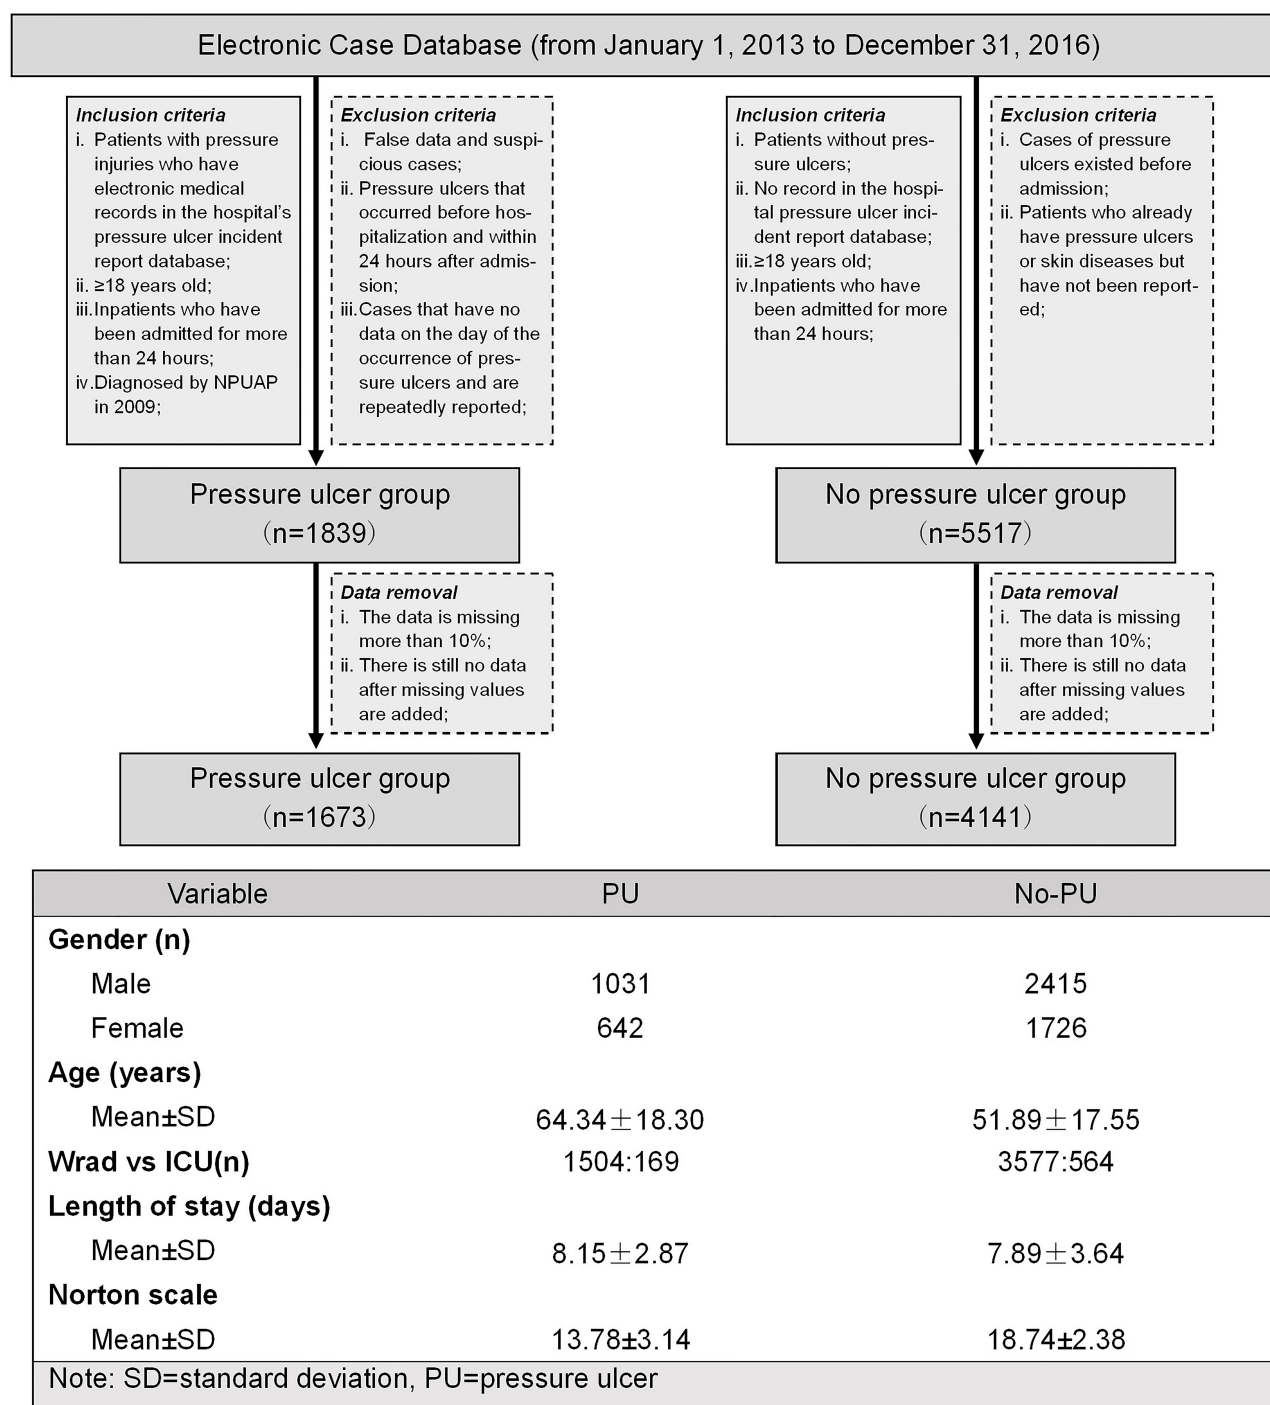 Electronic Case Database (from January 1, 2013 to December 31, 2016)
Inclusion criteria
i. Patients with pressure
injuries who have
electronic medical
records in the hospital's
pressure ulcer incident
report database;
ii. ≥18 years old;
iii.Inpatients who have
been admitted for more
than 24 hours;
iv.Diagnosed by NPUAP
in 2009;
Exclusion criteria
i. False data and suspi-
cious cases;
ii. Pressure ulcers that
occurred before hos-
pitalization and within
24 hours after admis-
sion;
iii.Cases that have no
data on the day of the
occurrence of pres-
sure ulcers and are
repeatedly reported;
Inclusion criteria
i. Patients without pres-
sure ulcers;
ii. No record in the hospi-
tal pressure ulcer inci-
dent report database;
iii.≥18 years old;
iv.Inpatients who have
been admitted for more
than 24 hours;
Exclusion criteria
i. Cases of pressure
ulcers existed before
admission;
ii. Patients who already
have pressure ulcers
or skin diseases but
have not been report-
ed;
Pressure ulcer group
（n=1839）
No pressure ulcer group
（n=5517）
Data removal
i. The data is missing
more than 10%;
ii. There is still no data
after missing values
are added;
Data removal
i. The data is missing
more than 10%;
ii. There is still no data
after missing values
are added;
Pressure ulcer group
（n=1673）
No pressure ulcer group
（n=4141）
Variable PU No-PU
Gender (n)
Male 1031 2415
Female 642 1726
Age (years)
Mean±SD 64.34±18.30 51.89±17.55
Wrad vs ICU(n) 1504:169 3577:564
Length of stay (days)
Mean±SD 8.15±2.87 7.89±3.64
Norton scale
Mean±SD 13.78±3.14 18.74±2.38
Note: SD=standard deviation, PU=pressure ulcer